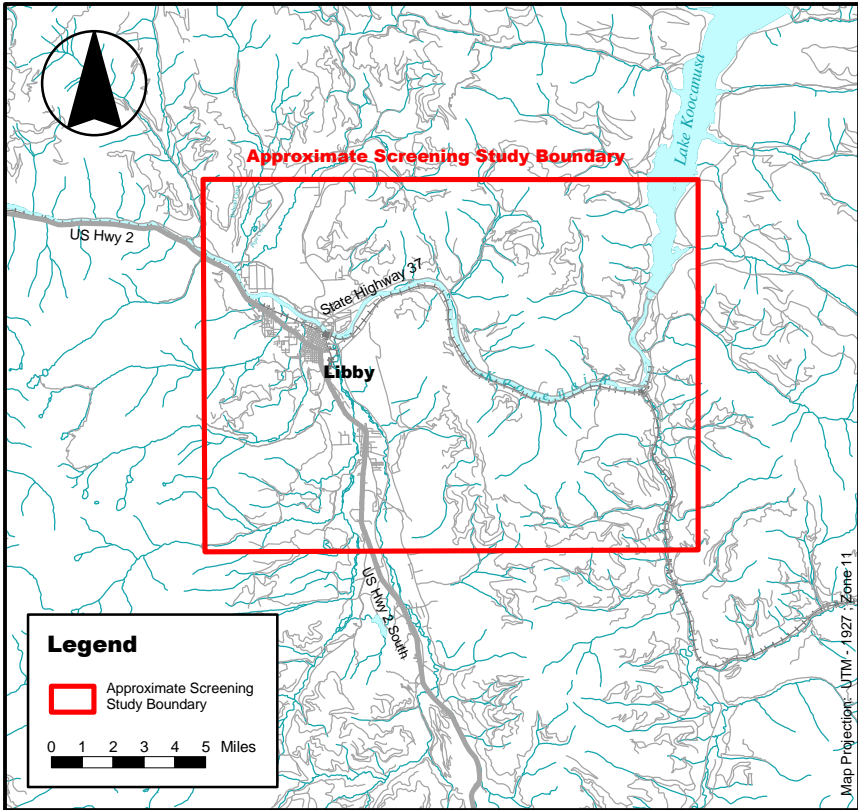 Lake Koocanusa
Approximate Screening Study Boundary
US Hwy 2
State Highway 37
Libby
US Hwy 2 South
Map Projection: UTM - 1927 ; Zone 11
Legend
Approximate Screening
Study Boundary
0 1 2 3 4 5 Miles